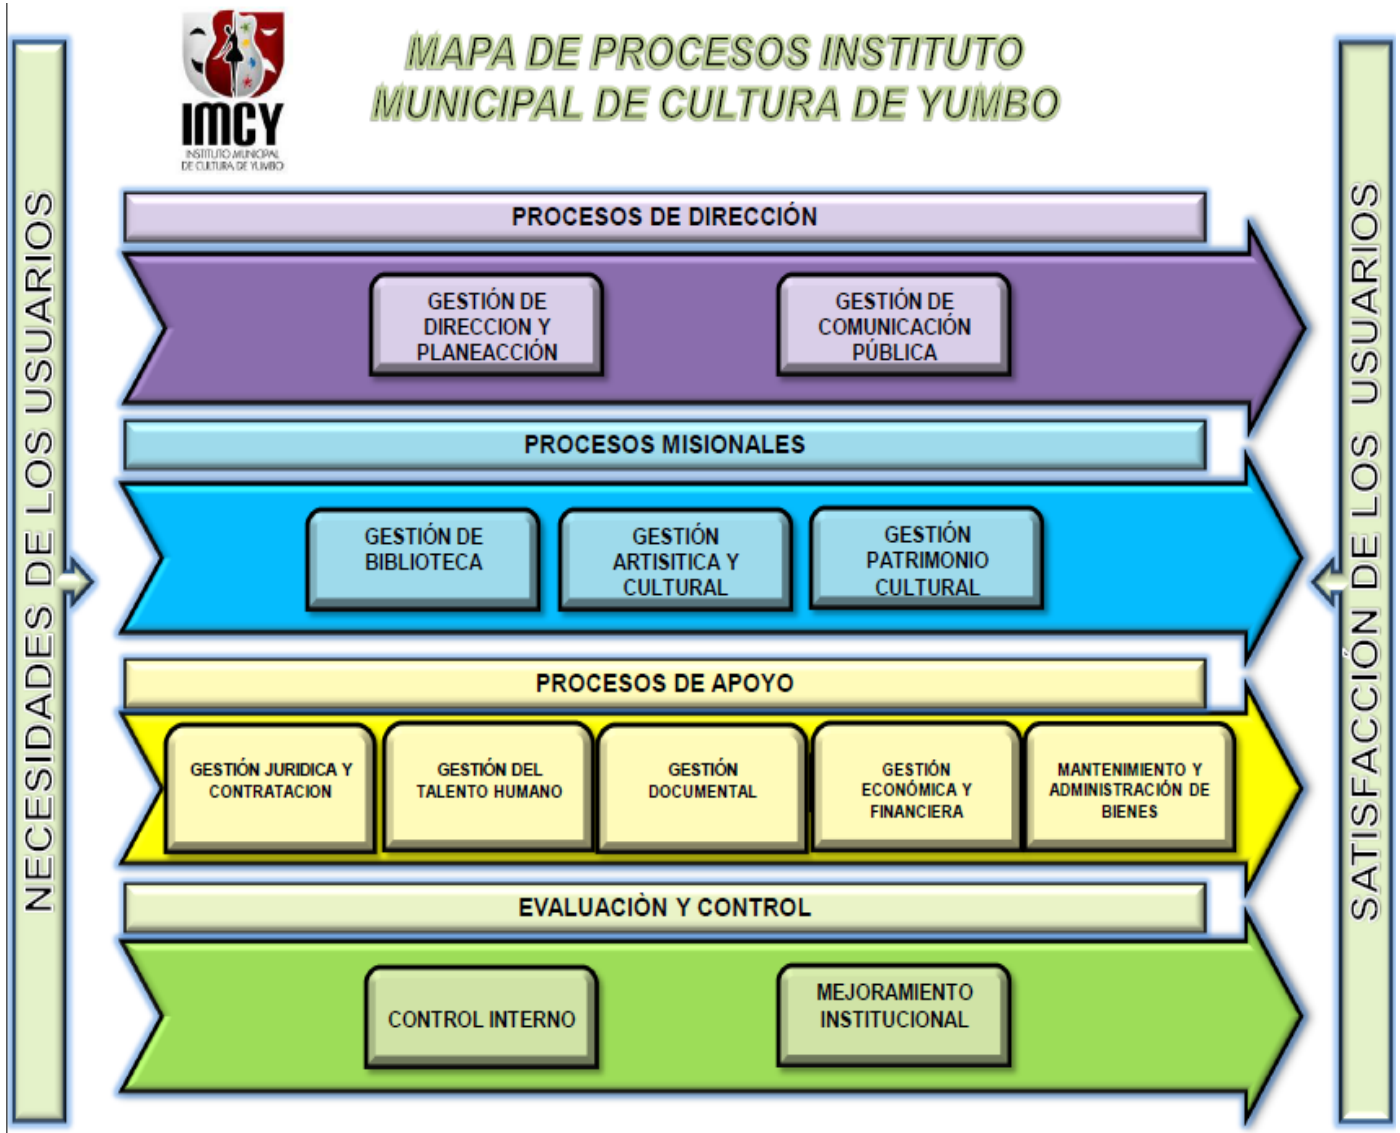 IMCY
INSTITUTO MUNICIPAL
DE CULTURA DE YUMBO
MAPA DE PROCESOS INSTITUTO
MUNICIPAL DE CULTURA DE YUMBO
NECESIDADES DE LOS USUARIOS
PROCESOS DE DIRECCIÓN
GESTIÓN DE
DIRECCION Y
PLANEACCIÓN
GESTIÓN DE
COMUNICACIÓN
PÚBLICA
PROCESOS MISIONALES
GESTIÓN DE
BIBLIOTECA
GESTIÓN
ARTISITICA Y
CULTURAL
GESTIÓN
PATRIMONIO
CULTURAL
PROCESOS DE APOYO
GESTIÓN JURIDICA Y
CONTRATACION
GESTIÓN DEL
TALENTO HUMANO
GESTIÓN
DOCUMENTAL
GESTIÓN
ECONÓMICA Y
FINANCIERA
MANTENIMIENTO Y
ADMINISTRACIÓN DE
BIENES
EVALUACIÒN Y CONTROL
CONTROL INTERNO
MEJORAMIENTO
INSTITUCIONAL
SATISFACCIÓN DE LOS USUARIOS